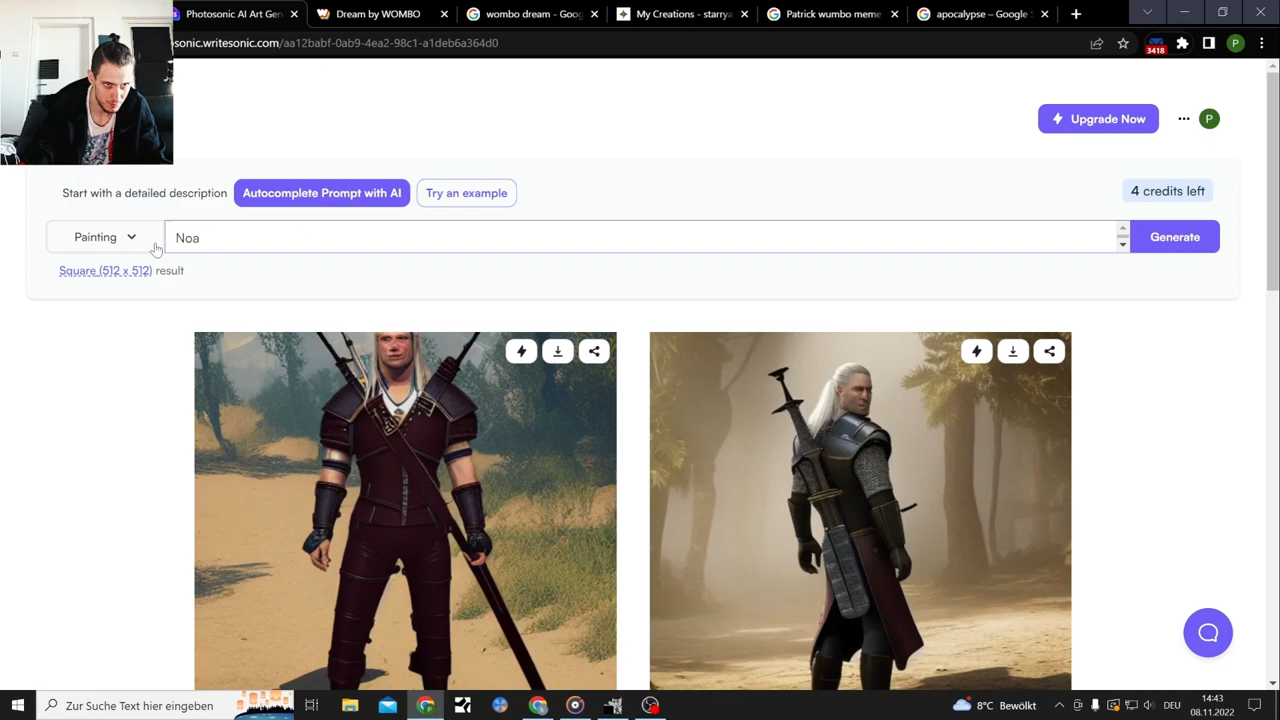 Photosonic AI Art Gen
Dream by WOMBO
wombo dream - Goo
My Creations - starrya
Patrick wumbo meme
apocalypse – Google S
sonic.writesonic.com/aa12babf-0ab9-4ea2-98c1-a1deb6a364d0
3418
P
Upgrade Now
P
Start with a detailed description
Autocomplete Prompt with AI
Try an example
4 credits left
Painting
Noa
Generate
Square (512 x 512) result
Zur Suche Text hier eingeben
8°C Bewölkt
DEU
14:43
08.11.2022